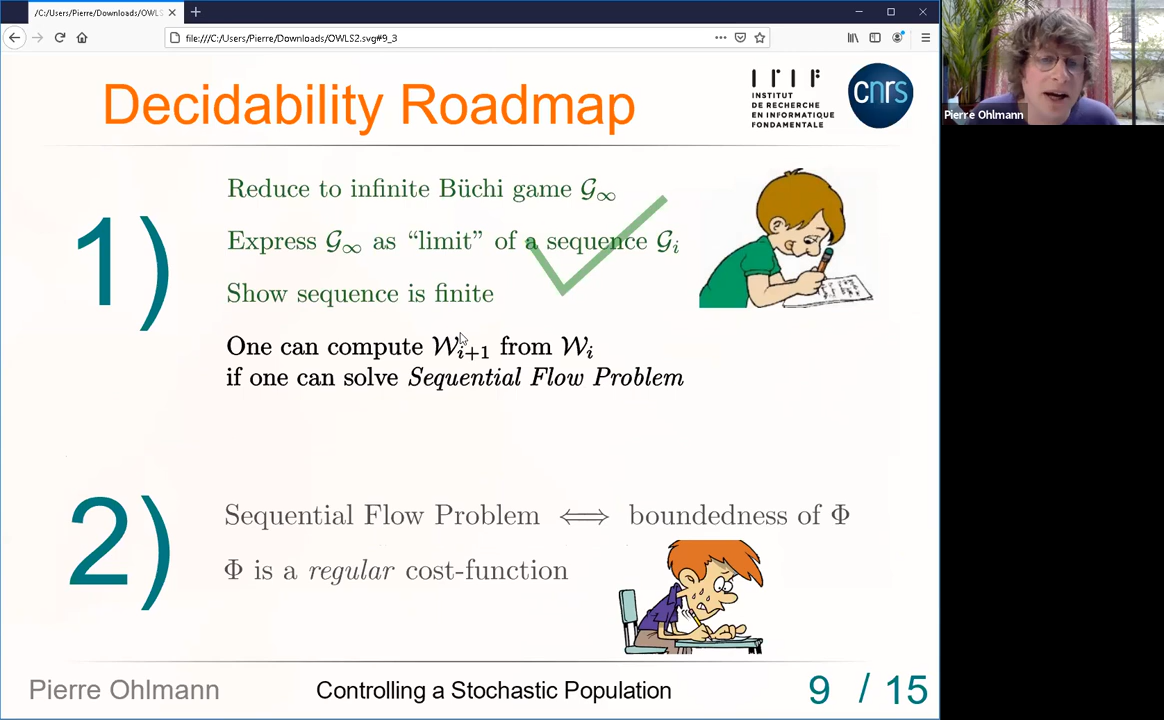 /C:/Users/Pierre/Downloads/OWLS
file:///C:/Users/Pierre/Downloads/OWLS2.svg#9_3
Decidability Roadmap
INSTITUT
DE RECHERCHE
EN INFORMATIQUE
FONDAMENTALE
cnrs
Pierre Ohlmann
1)
Reduce to infinite Büchi game 𝒢∞
Express 𝒢∞ as “limit” of a sequence 𝒢ᵢ
Show sequence is finite
One can compute 𝒲ᵢ₊₁ from 𝒲ᵢ
if one can solve Sequential Flow Problem
2)
Sequential Flow Problem ⟺ boundedness of Φ
Φ is a regular cost-function
Pierre Ohlmann
Controlling a Stochastic Population
9 / 15